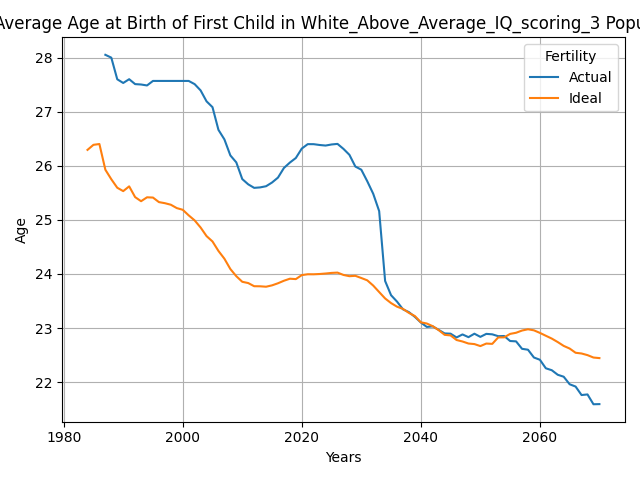 Average Age at Birth of First Child in White_Above_Average_IQ_scoring_3
Fertility
Actual
Ideal
28
27
26
25
24
23
22
Age
1980
2000
2020
2040
2060
Years